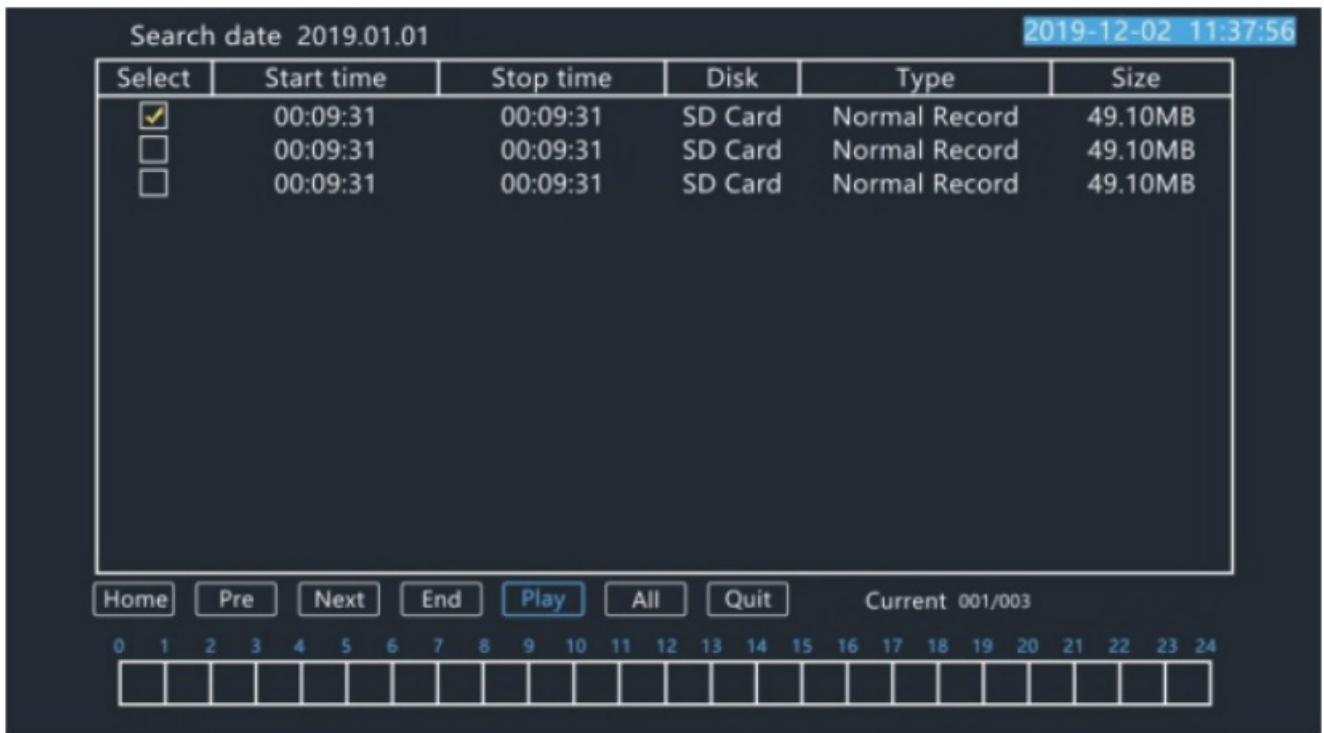 Search date 2019.01.01 2019-12-02 11:37:56
Select Start time Stop time Disk Type Size
00:09:31 00:09:31 SD Card Normal Record 49.10MB
00:09:31 00:09:31 SD Card Normal Record 49.10MB
00:09:31 00:09:31 SD Card Normal Record 49.10MB
Home Pre Next End Play All Quit Current 001/003
0 1 2 3 4 5 6 7 8 9 10 11 12 13 14 15 16 17 18 19 20 21 22 23 24